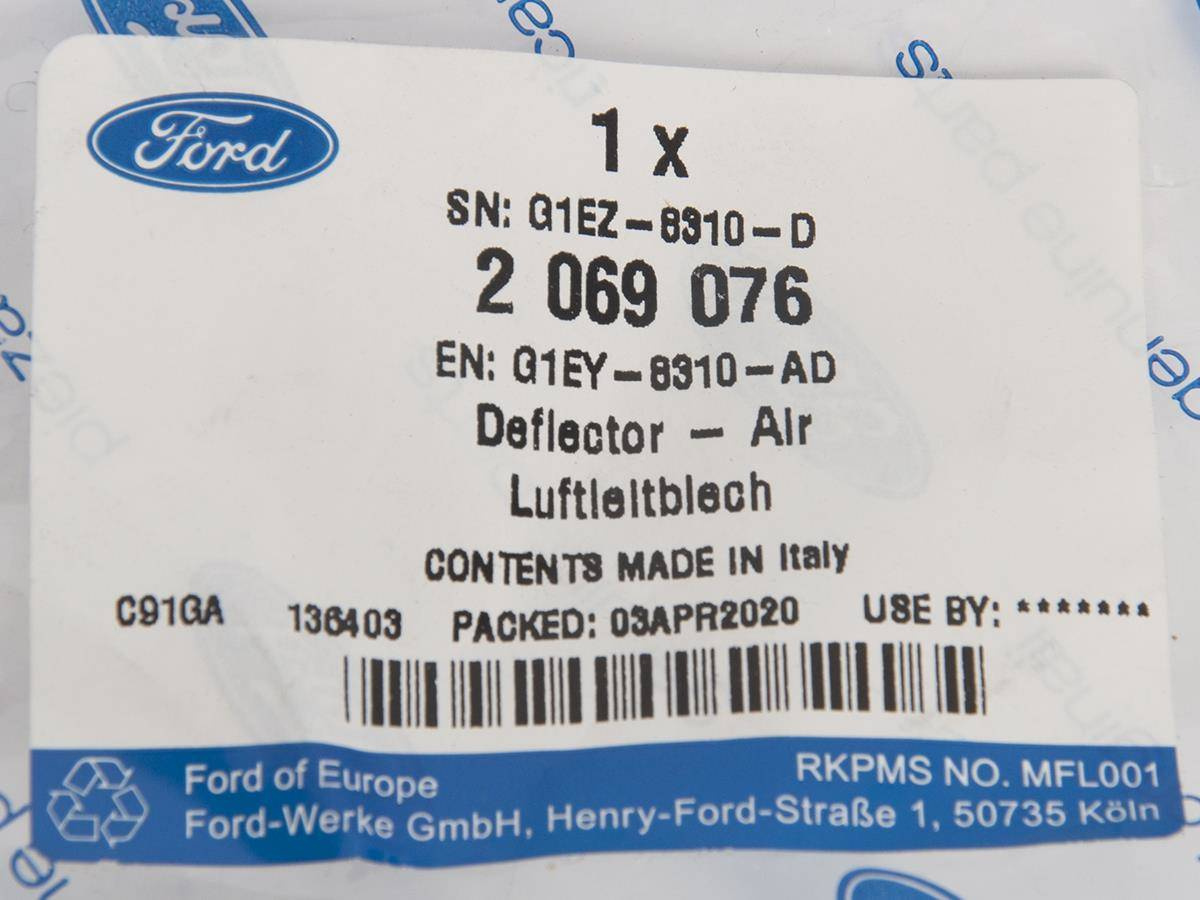 Ford
1 x
SN: G1EZ-8310-D
2 069 076
EN: G1EY-8310-AD
Deflector - Air
Luftleitblech
CONTENTS MADE IN Italy
C91GA 136403 PACKED: 03APR2020 USE BY: *******
Ford of Europe
RKPMS NO. MFL001
Ford-Werke GmbH, Henry-Ford-Straße 1, 50735 Köln